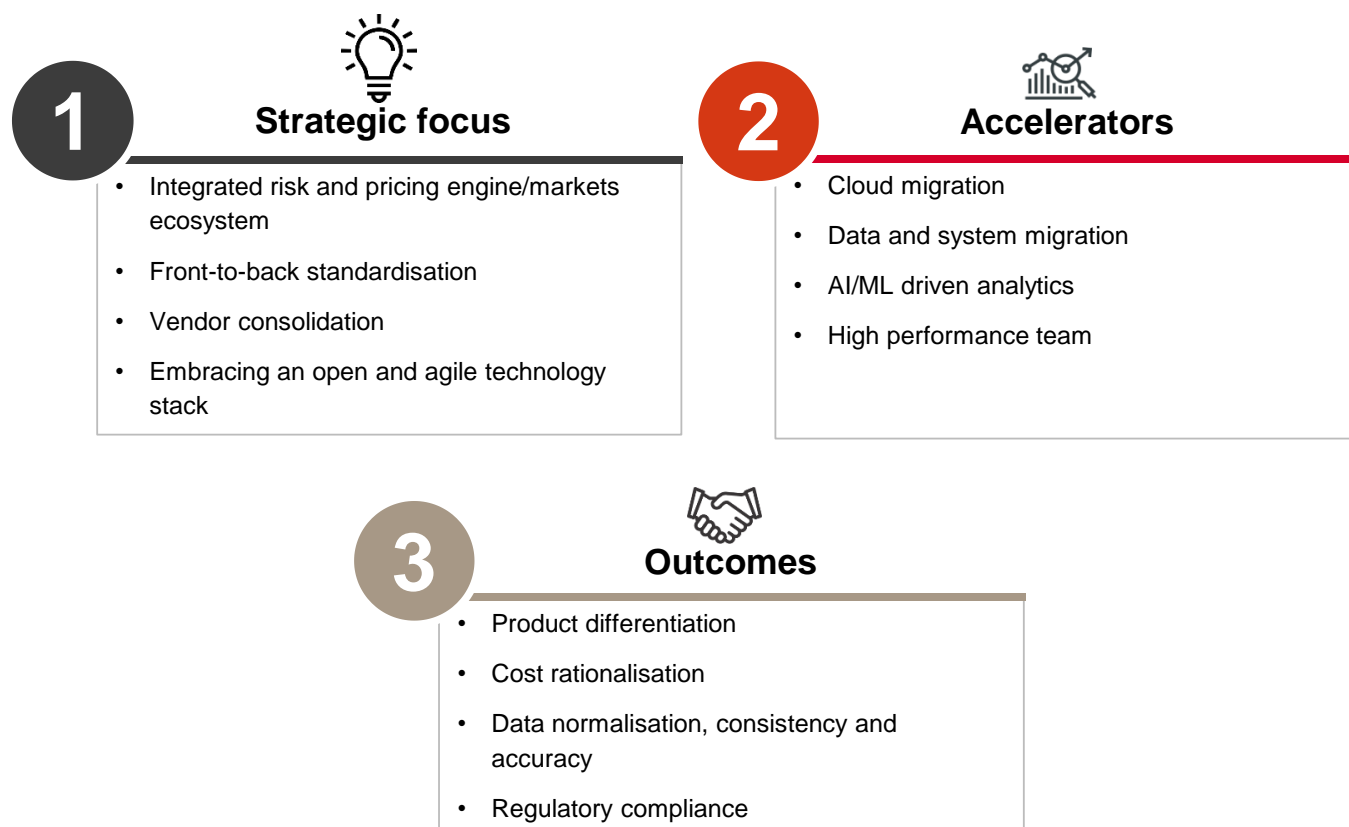 1
Strategic focus
• Integrated risk and pricing engine/markets
ecosystem
• Front-to-back standardisation
• Vendor consolidation
• Embracing an open and agile technology
stack
2
Accelerators
• Cloud migration
• Data and system migration
• AI/ML driven analytics
• High performance team
3
Outcomes
• Product differentiation
• Cost rationalisation
• Data normalisation, consistency and
accuracy
• Regulatory compliance